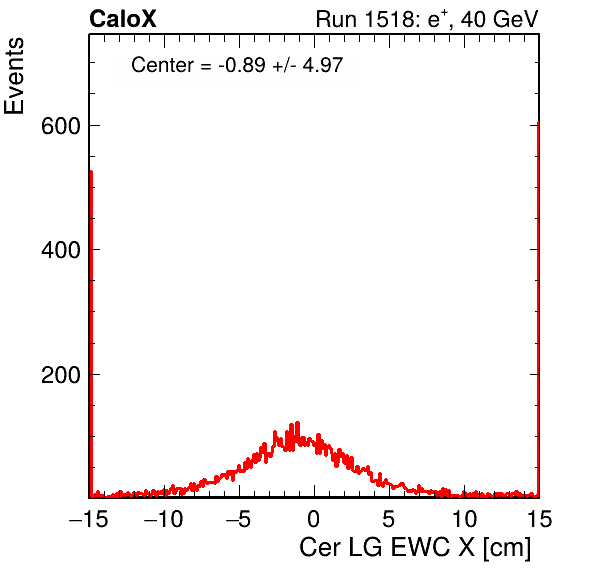 CaloX
Run 1518: e+, 40 GeV
Center = -0.89 +/- 4.97
Events
600
400
200
−15 −10 −5 0 5 10 15
Cer LG EWC X [cm]